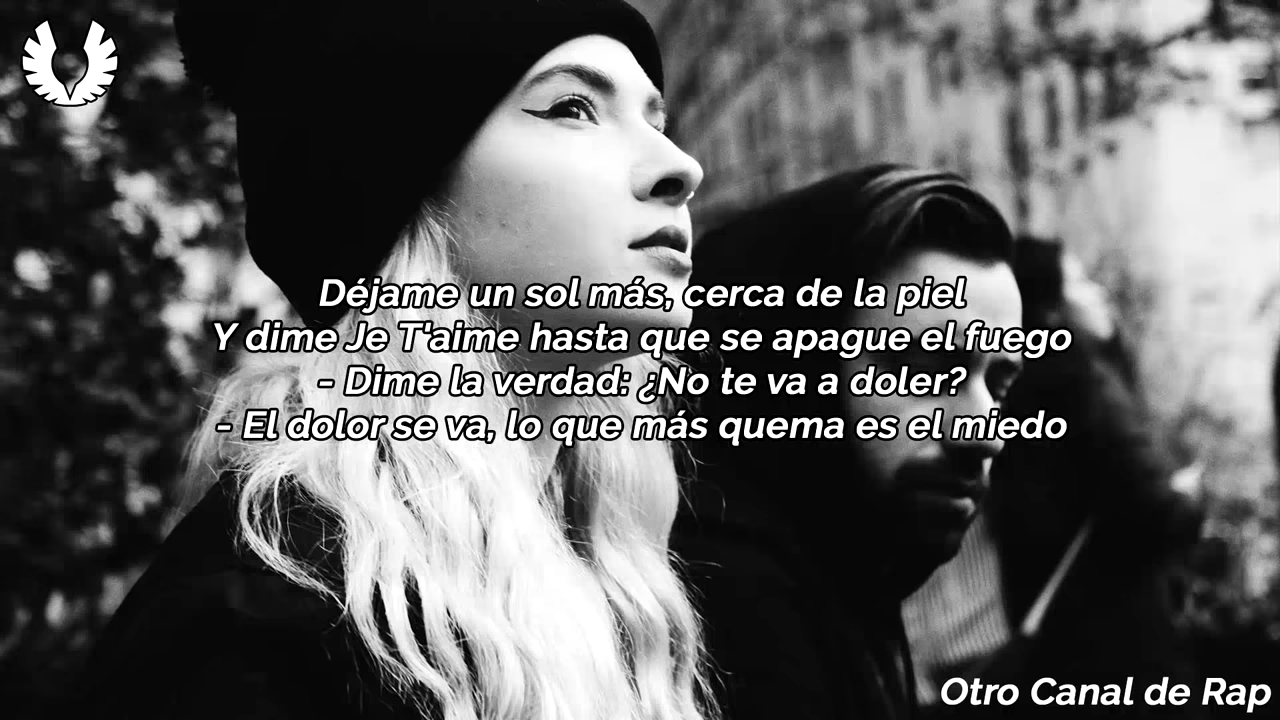 Déjame un sol más, cerca de la piel
Y dime Je T'aime hasta que se apague el fuego
- Dime la verdad: ¿No te va a doler?
- El dolor se va, lo que más quema es el miedo
Otro Canal de Rap